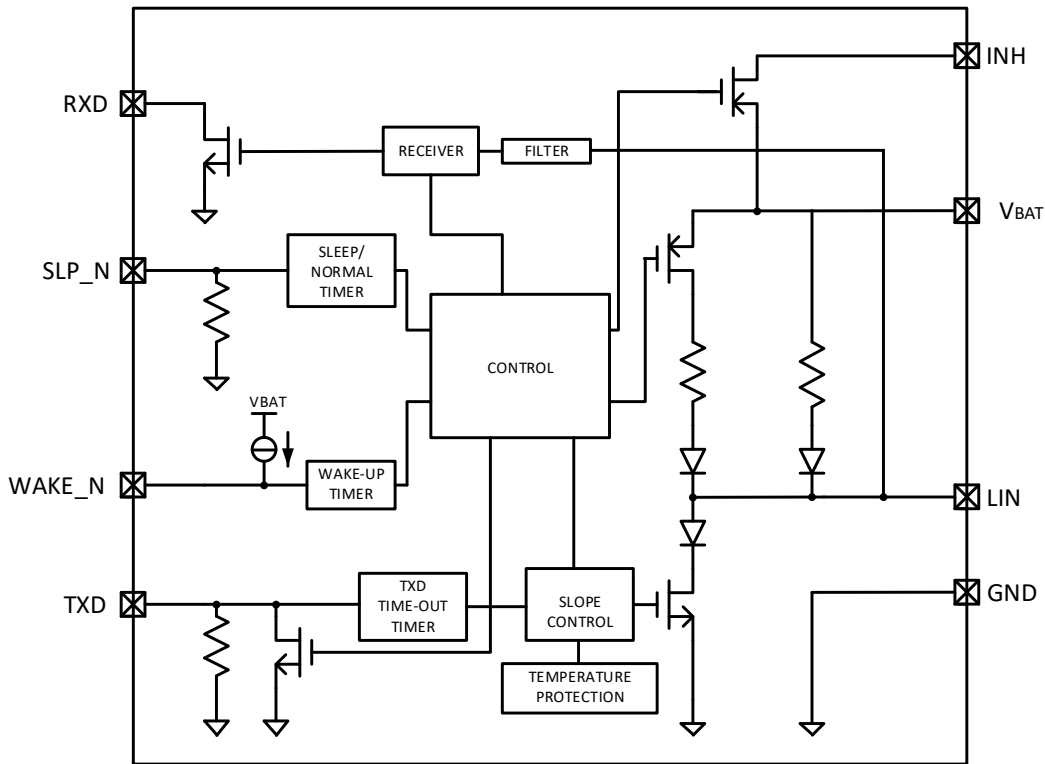 INH
RXD
RECEIVER
FILTER
VBAT
SLP_N
SLEEP/
NORMAL
TIMER
CONTROL
VBAT
WAKE_N
WAKE-UP
TIMER
LIN
TXD
TXD
TIME-OUT
TIMER
SLOPE
CONTROL
GND
TEMPERATURE
PROTECTION